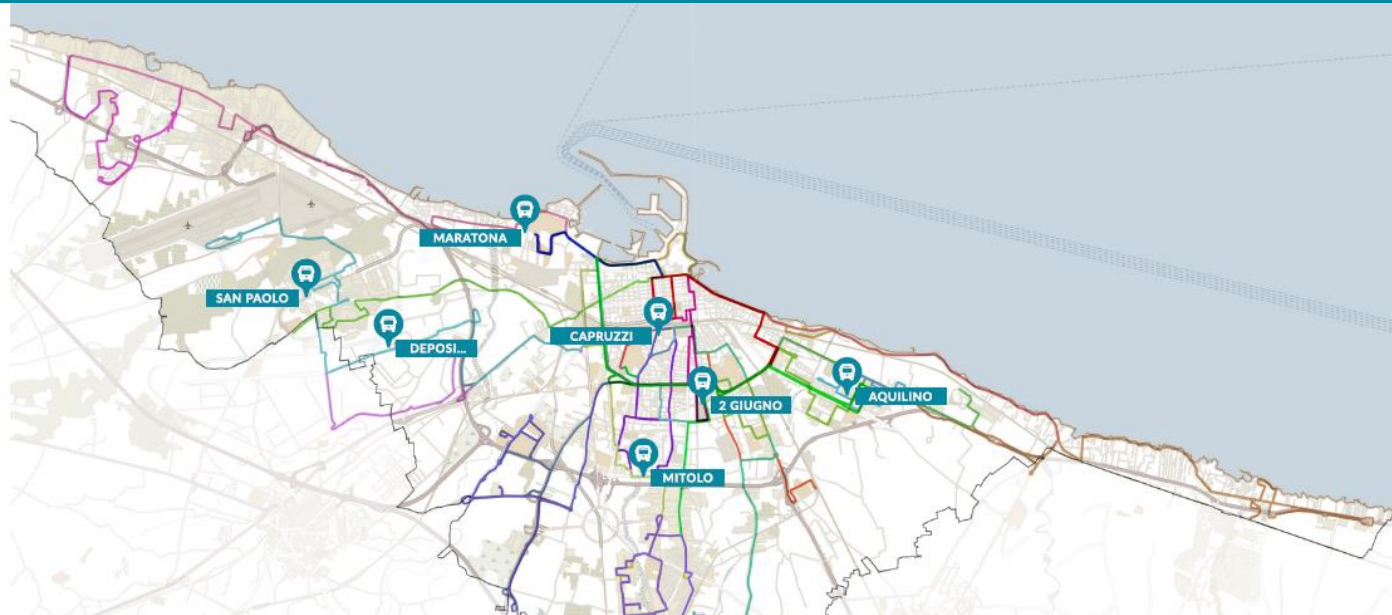 MARATONA
SAN PAOLO
CAPRUZZI
DEPOSI...
AQUILINO
2 GIUGNO
MITOLO